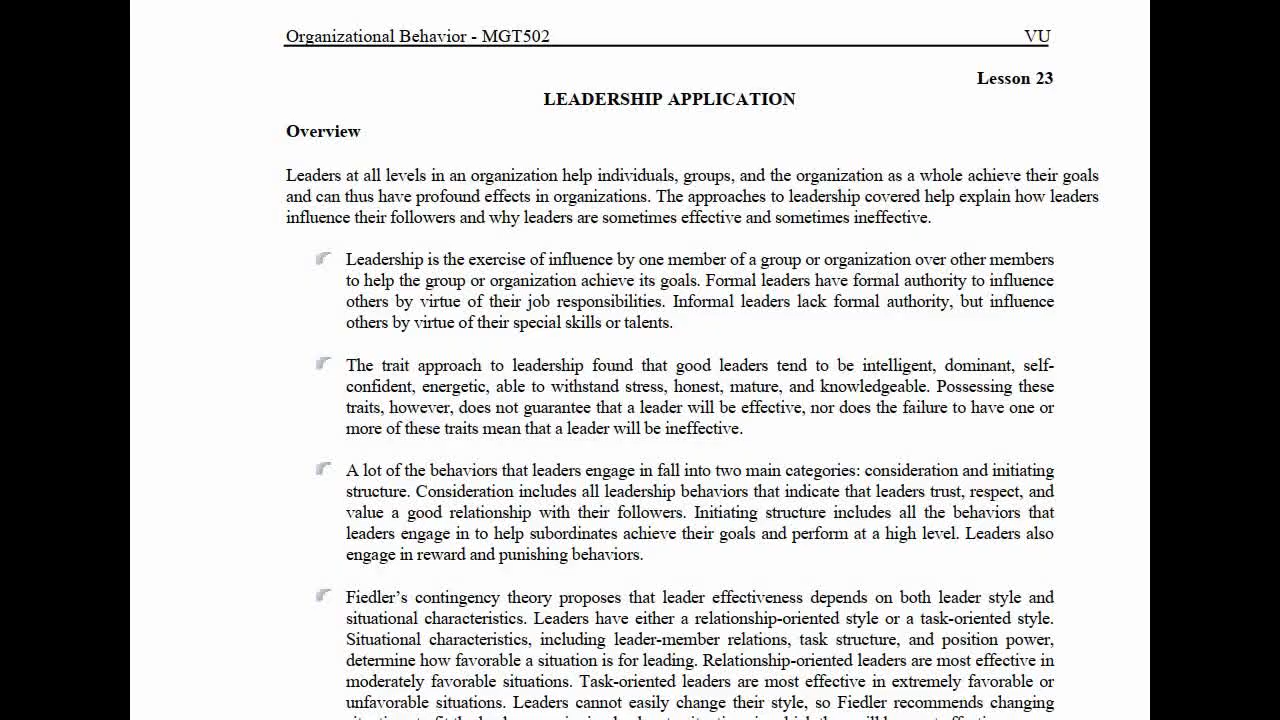 Organizational Behavior - MGT502 VU
Lesson 23
LEADERSHIP APPLICATION
Overview
Leaders at all levels in an organization help individuals, groups, and the organization as a whole achieve their goals
and can thus have profound effects in organizations. The approaches to leadership covered help explain how leaders
influence their followers and why leaders are sometimes effective and sometimes ineffective.
Leadership is the exercise of influence by one member of a group or organization over other members
to help the group or organization achieve its goals. Formal leaders have formal authority to influence
others by virtue of their job responsibilities. Informal leaders lack formal authority, but influence
others by virtue of their special skills or talents.
The trait approach to leadership found that good leaders tend to be intelligent, dominant, self-
confident, energetic, able to withstand stress, honest, mature, and knowledgeable. Possessing these
traits, however, does not guarantee that a leader will be effective, nor does the failure to have one or
more of these traits mean that a leader will be ineffective.
A lot of the behaviors that leaders engage in fall into two main categories: consideration and initiating
structure. Consideration includes all leadership behaviors that indicate that leaders trust, respect, and
value a good relationship with their followers. Initiating structure includes all the behaviors that
leaders engage in to help subordinates achieve their goals and perform at a high level. Leaders also
engage in reward and punishing behaviors.
Fiedler's contingency theory proposes that leader effectiveness depends on both leader style and
situational characteristics. Leaders have either a relationship-oriented style or a task-oriented style.
Situational characteristics, including leader-member relations, task structure, and position power,
determine how favorable a situation is for leading. Relationship-oriented leaders are most effective in
moderately favorable situations. Task-oriented leaders are most effective in extremely favorable or
unfavorable situations. Leaders cannot easily change their style, so Fiedler recommends changing